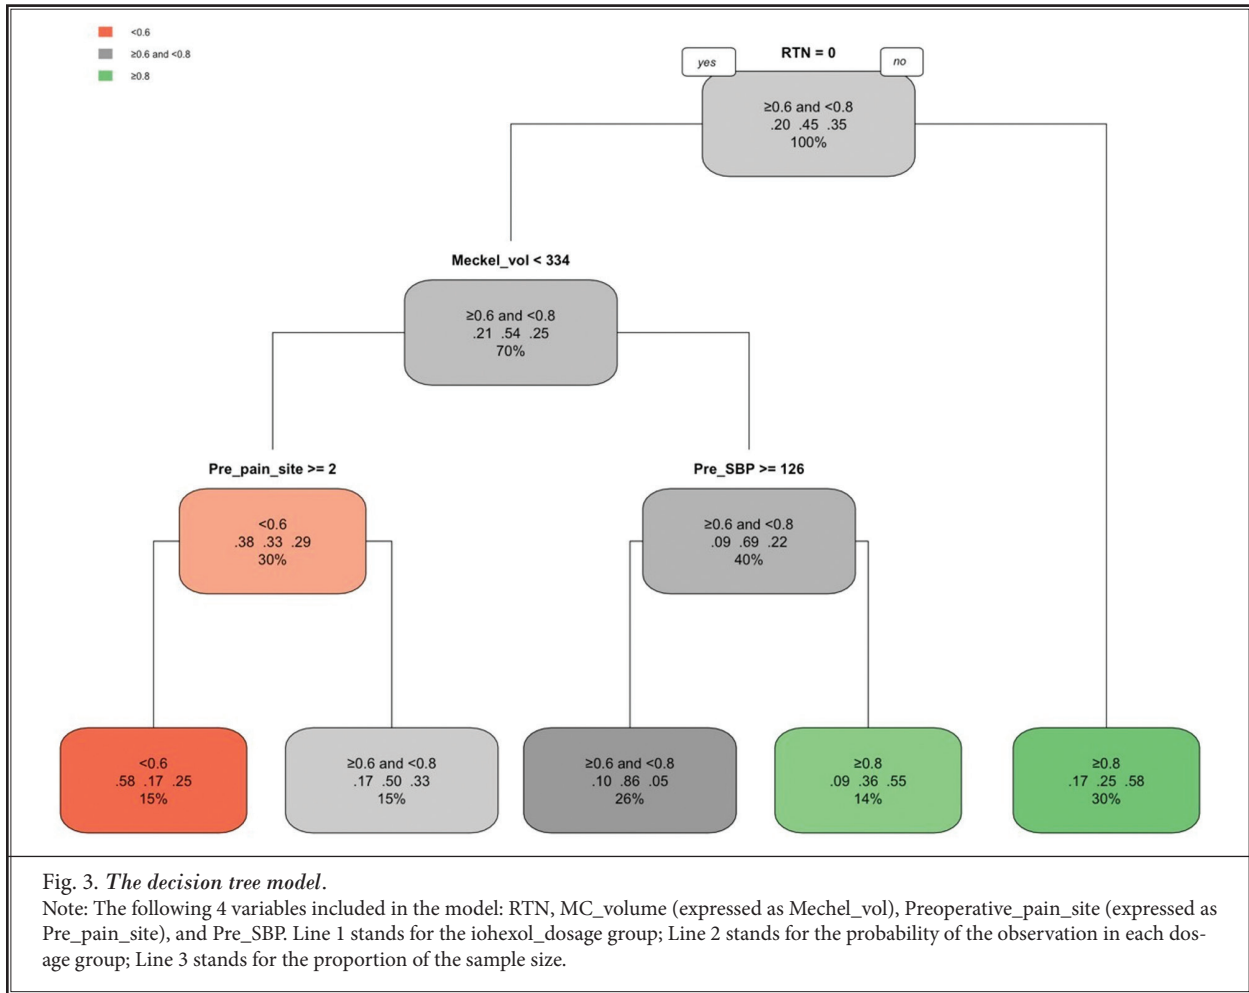 <0.6
≥0.6 and <0.8
≥0.8
RTN = 0
yes
no
≥0.6 and <0.8
.20 .45 .35
100%
Meckel_vol < 334
≥0.6 and <0.8
.21 .54 .25
70%
Pre_pain_site >= 2
<0.6
.38 .33 .29
30%
Pre_SBP >= 126
≥0.6 and <0.8
.09 .69 .22
40%
<0.6
.58 .17 .25
15%
≥0.6 and <0.8
.17 .50 .33
15%
≥0.6 and <0.8
.10 .86 .05
26%
≥0.8
.09 .36 .55
14%
≥0.8
.17 .25 .58
30%
Fig. 3. The decision tree model.
Note: The following 4 variables included in the model: RTN, MC_volume (expressed as Mechel_vol), Preoperative_pain_site (expressed as
Pre_pain_site), and Pre_SBP. Line 1 stands for the iohexol_dosage group; Line 2 stands for the probability of the observation in each dos-
age group; Line 3 stands for the proportion of the sample size.